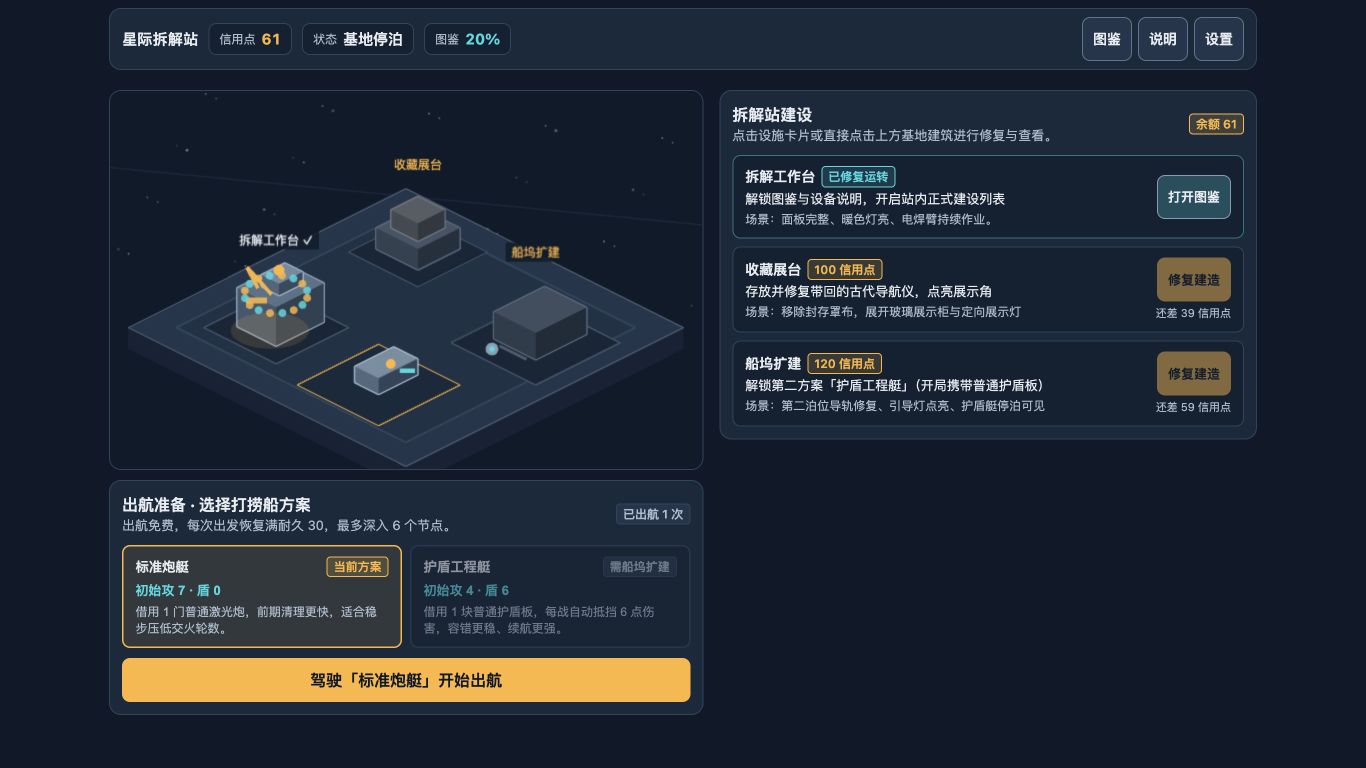 星际拆解站
信用点 61
状态 基地停泊
图鉴 20%
图鉴
说明
设置
收藏展台
拆解工作台 ✓
船坞扩建
出航准备 · 选择打捞船方案
出航免费，每次出发恢复满耐久 30，最多深入 6 个节点。
已出航 1 次
标准炮艇
当前方案
初始攻 7 · 盾 0
借用 1 门普通激光炮，前期清理更快，适合稳
步压低交火轮数。
护盾工程艇
需船坞扩建
初始攻 4 · 盾 6
借用 1 块普通护盾板，每战自动抵挡 6 点伤
害，容错更稳、续航更强。
驾驶「标准炮艇」开始出航
拆解站建设
点击设施卡片或直接点击上方基地建筑进行修复与查看。
余额 61
拆解工作台 已修复运转
解锁图鉴与设备说明，开启站内正式建设列表
场景：面板完整、暖色灯亮、电焊臂持续作业。
打开图鉴
收藏展台 100 信用点
存放并修复带回的古代导航仪，点亮展示角
场景：移除封存罩布，展开玻璃展示柜与定向展示灯
修复建造
还差 39 信用点
船坞扩建 120 信用点
解锁第二方案「护盾工程艇」（开局携带普通护盾板）
场景：第二泊位导轨修复、引导灯点亮、护盾艇停泊可见
修复建造
还差 59 信用点